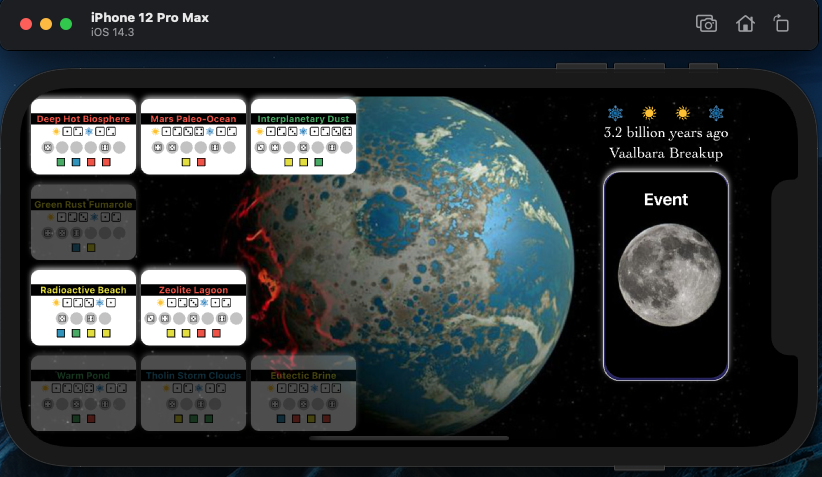 iPhone 12 Pro Max
iOS 14.3
Deep Hot Biosphere
Mars Paleo-Ocean
Interplanetary Dust
3.2 billion years ago
Vaalbara Breakup
Event
Green Rust Fumarole
Radioactive Beach
Zeolite Lagoon
Warm Pond
Tholin Storm Clouds
Eutectic Brine